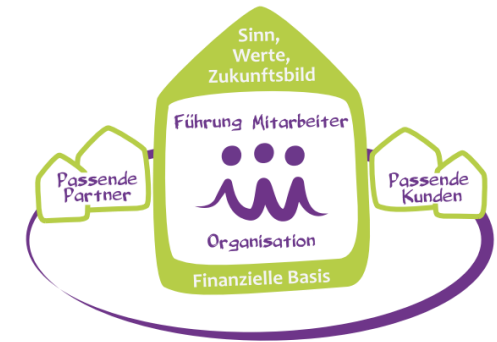 Sinn,
Werte,
Zukunftsbild
Führung Mitarbeiter
Passende
Partner
Passende
Kunden
Organisation
Finanzielle Basis